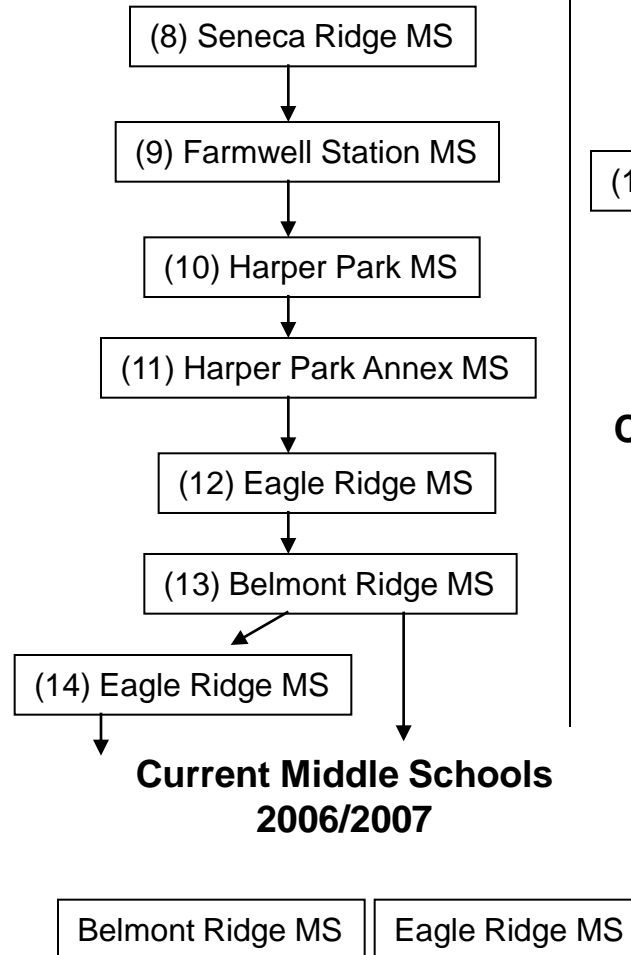 (8) Seneca Ridge MS
(9) Farmwell Station MS
(10) Harper Park MS
(11) Harper Park Annex MS
(12) Eagle Ridge MS
(13) Belmont Ridge MS
(14) Eagle Ridge MS
Current Middle Schools
2006/2007
Belmont Ridge MS
Eagle Ridge MS